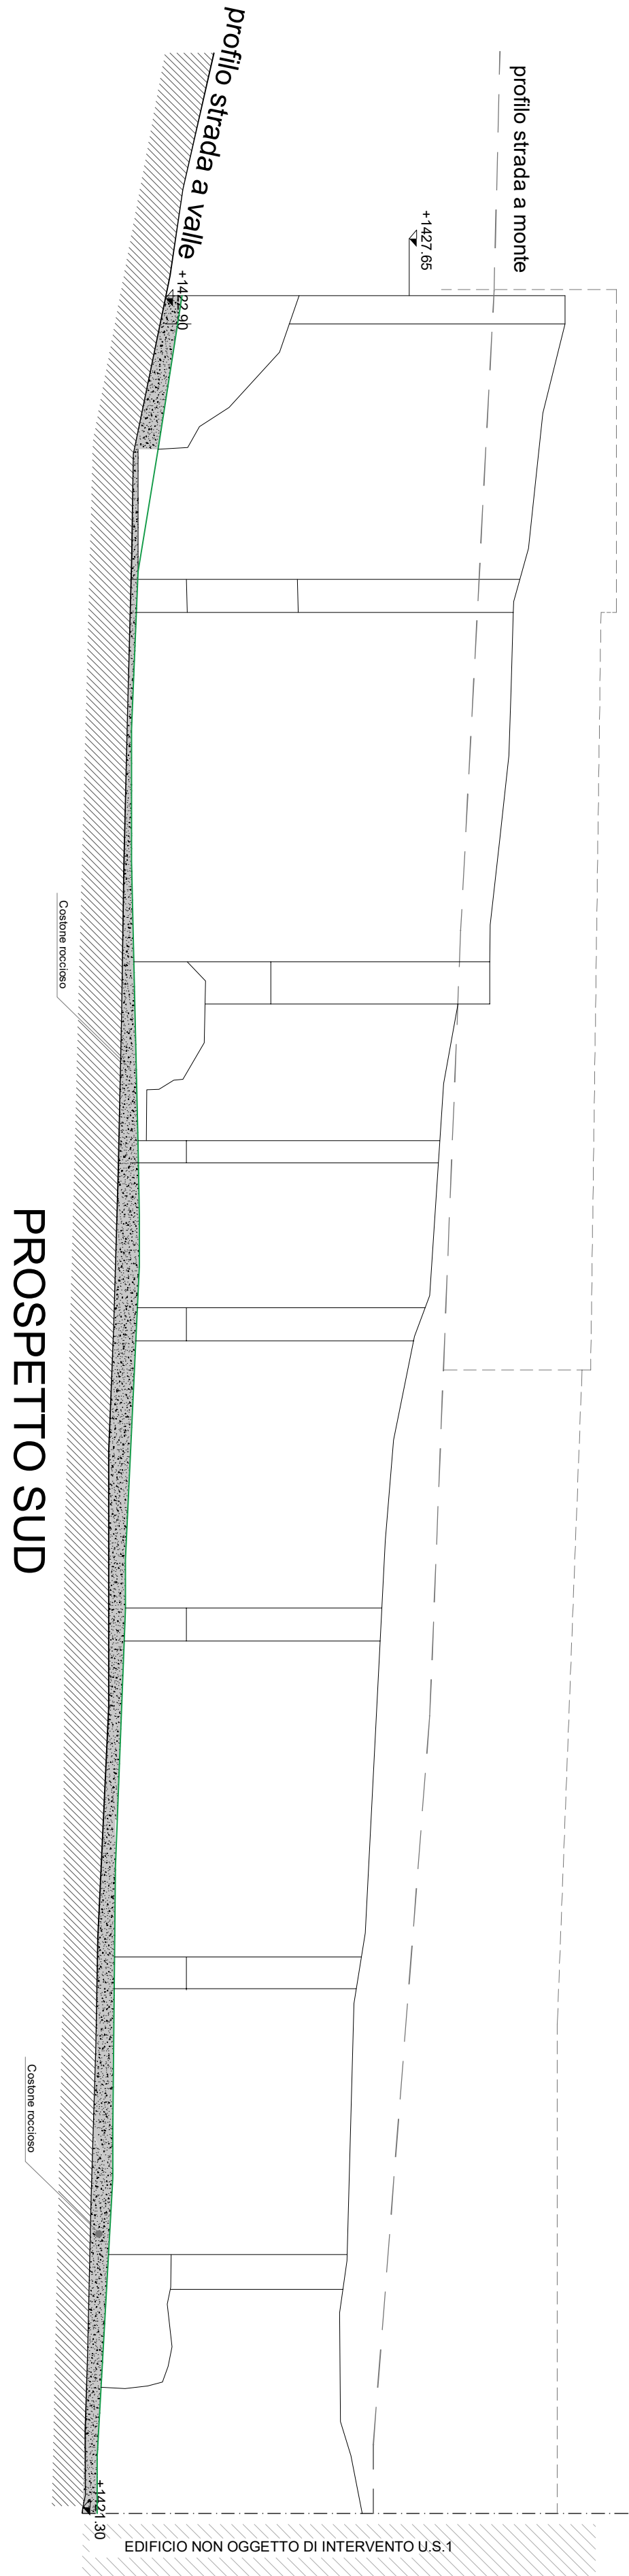 profilo strada a valle
profilo strada a monte
+1427.65
+1422.90
Costone roccioso
PROSPETTO SUD
Costone roccioso
+1421.30
EDIFICIO NON OGGETTO DI INTERVENTO U.S.1